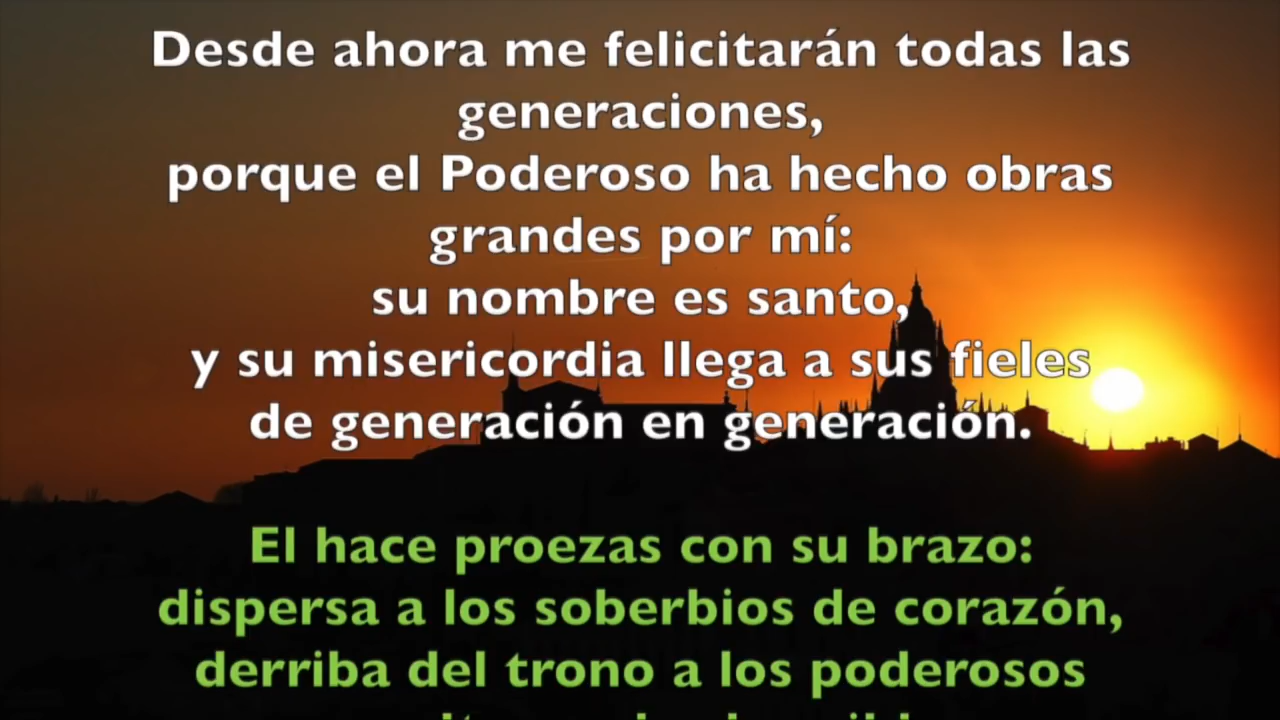 Desde ahora me felicitarán todas las
generaciones,
porque el Poderoso ha hecho obras
grandes por mí:
su nombre es santo,
y su misericordia llega a sus fieles
de generación en generación.
El hace proezas con su brazo:
dispersa a los soberbios de corazón,
derriba del trono a los poderosos